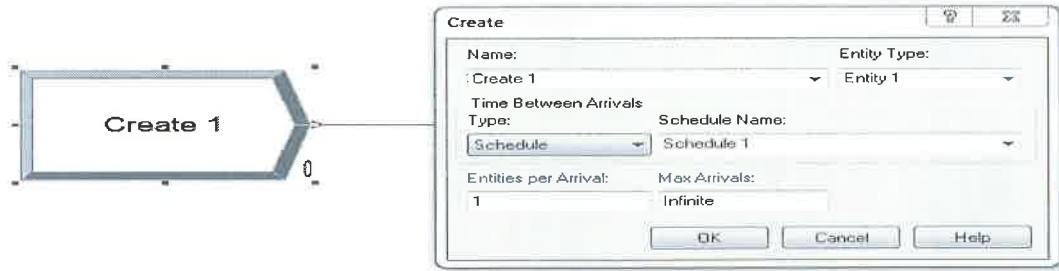 Create 1
0
Create
Name:
Entity Type:
Create 1
Entity 1
Time Between Arrivals
Type:
Schedule Name:
Schedule
Schedule 1
Entities per Arrival:
Max Arrivals:
1
Infinite
OK
Cancel
Help